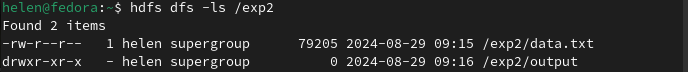 helen@fedora:~$ hdfs dfs -ls /exp2
Found 2 items
-rw-r--r--   1 helen supergroup      79205 2024-08-29 09:15 /exp2/data.txt
drwxr-xr-x   - helen supergroup          0 2024-08-29 09:16 /exp2/output